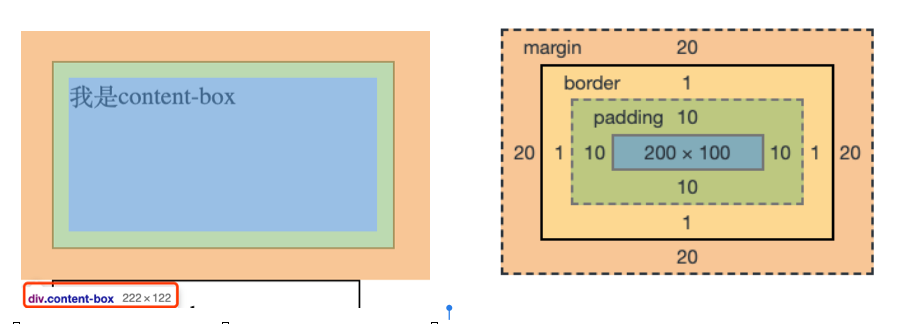 我是content-box
div.content-box 222 × 122
margin 20
border 1
padding 10
20 1 10 200 × 100 10 1 20
10
1
20